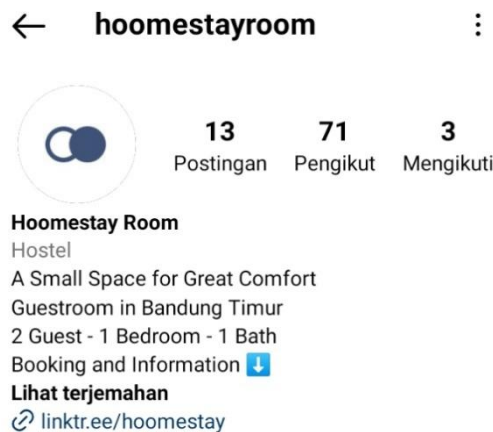 hoomestayroom
13 71 3
Postingan Pengikut Mengikuti
Hoomestay Room
Hostel
A Small Space for Great Comfort
Guestroom in Bandung Timur
2 Guest - 1 Bedroom - 1 Bath
Booking and Information ⬇️
Lihat terjemahan
linktr.ee/hoomestay